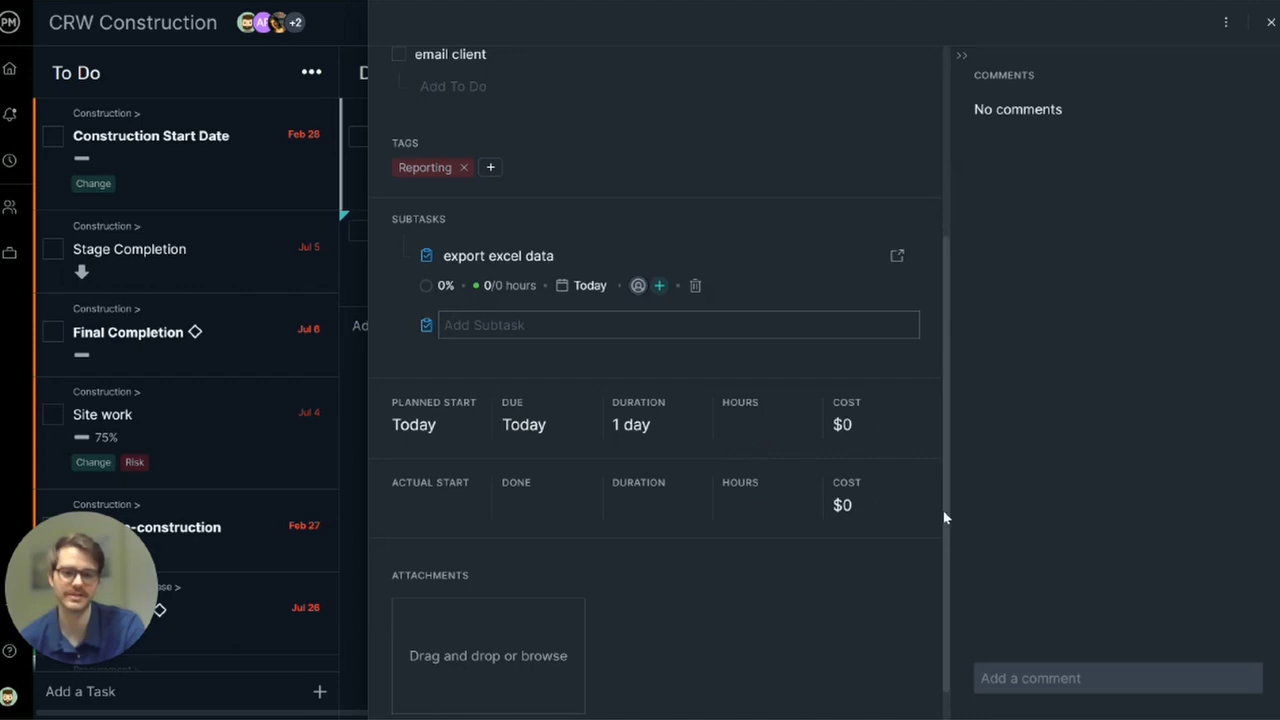 PM
CRW Construction
AF
+2
To Do
•••
Construction >
Construction Start Date
Feb 28
Change
Construction >
Stage Completion
Jul 5
Construction >
Final Completion
Jul 6
Construction >
Site work
Jul 4
75%
Change
Risk
Construction >
e-construction
Feb 27
ase >
Jul 26
Add a Task
+
D
Ad
email client
Add To Do
TAGS
Reporting ×
+
SUBTASKS
export excel data
0% • 0/0 hours • Today
Add Subtask
PLANNED START
DUE
DURATION
HOURS
COST
Today
Today
1 day
$0
ACTUAL START
DONE
DURATION
HOURS
COST
$0
ATTACHMENTS
Drag and drop or browse
>>
COMMENTS
No comments
Add a comment